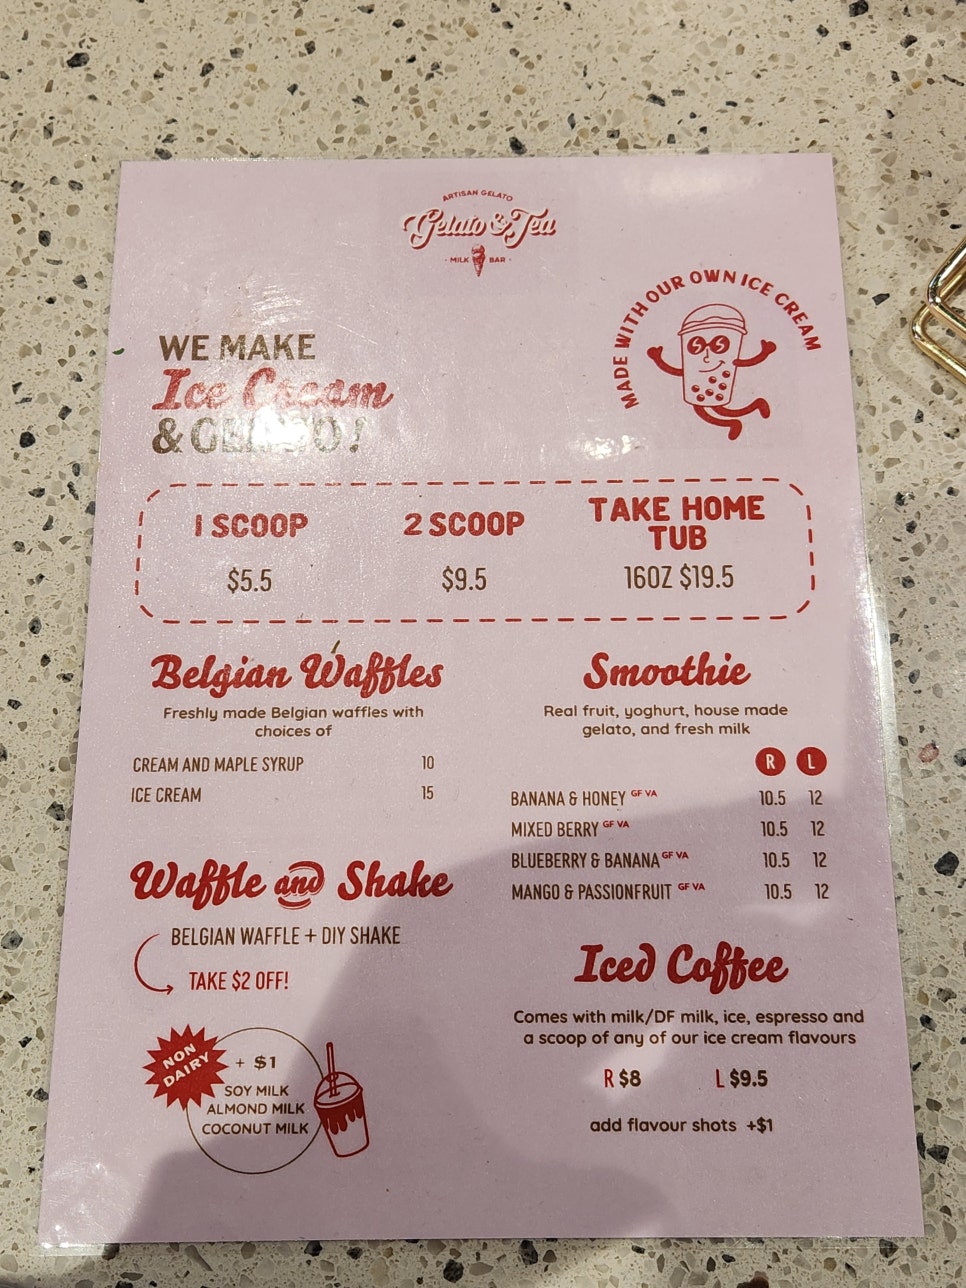 ARTISAN GELATO
Gelato & Tea
· MILK BAR ·
MADE WITH OUR OWN ICE CREAM
WE MAKE
Ice Cream
& GELATO!
1 SCOOP
$5.5
2 SCOOP
$9.5
TAKE HOME
TUB
16OZ $19.5
Belgian Waffles
Freshly made Belgian waffles with
choices of
CREAM AND MAPLE SYRUP 10
ICE CREAM 15
Waffle and Shake
BELGIAN WAFFLE + DIY SHAKE
TAKE $2 OFF!
NON
DAIRY
+ $1
SOY MILK
ALMOND MILK
COCONUT MILK
Smoothie
Real fruit, yoghurt, house made
gelato, and fresh milk
R L
BANANA & HONEY GF VA 10.5 12
MIXED BERRY GF VA 10.5 12
BLUEBERRY & BANANA GF VA 10.5 12
MANGO & PASSIONFRUIT GF VA 10.5 12
Iced Coffee
Comes with milk/DF milk, ice, espresso and
a scoop of any of our ice cream flavours
R $8 L $9.5
add flavour shots +$1